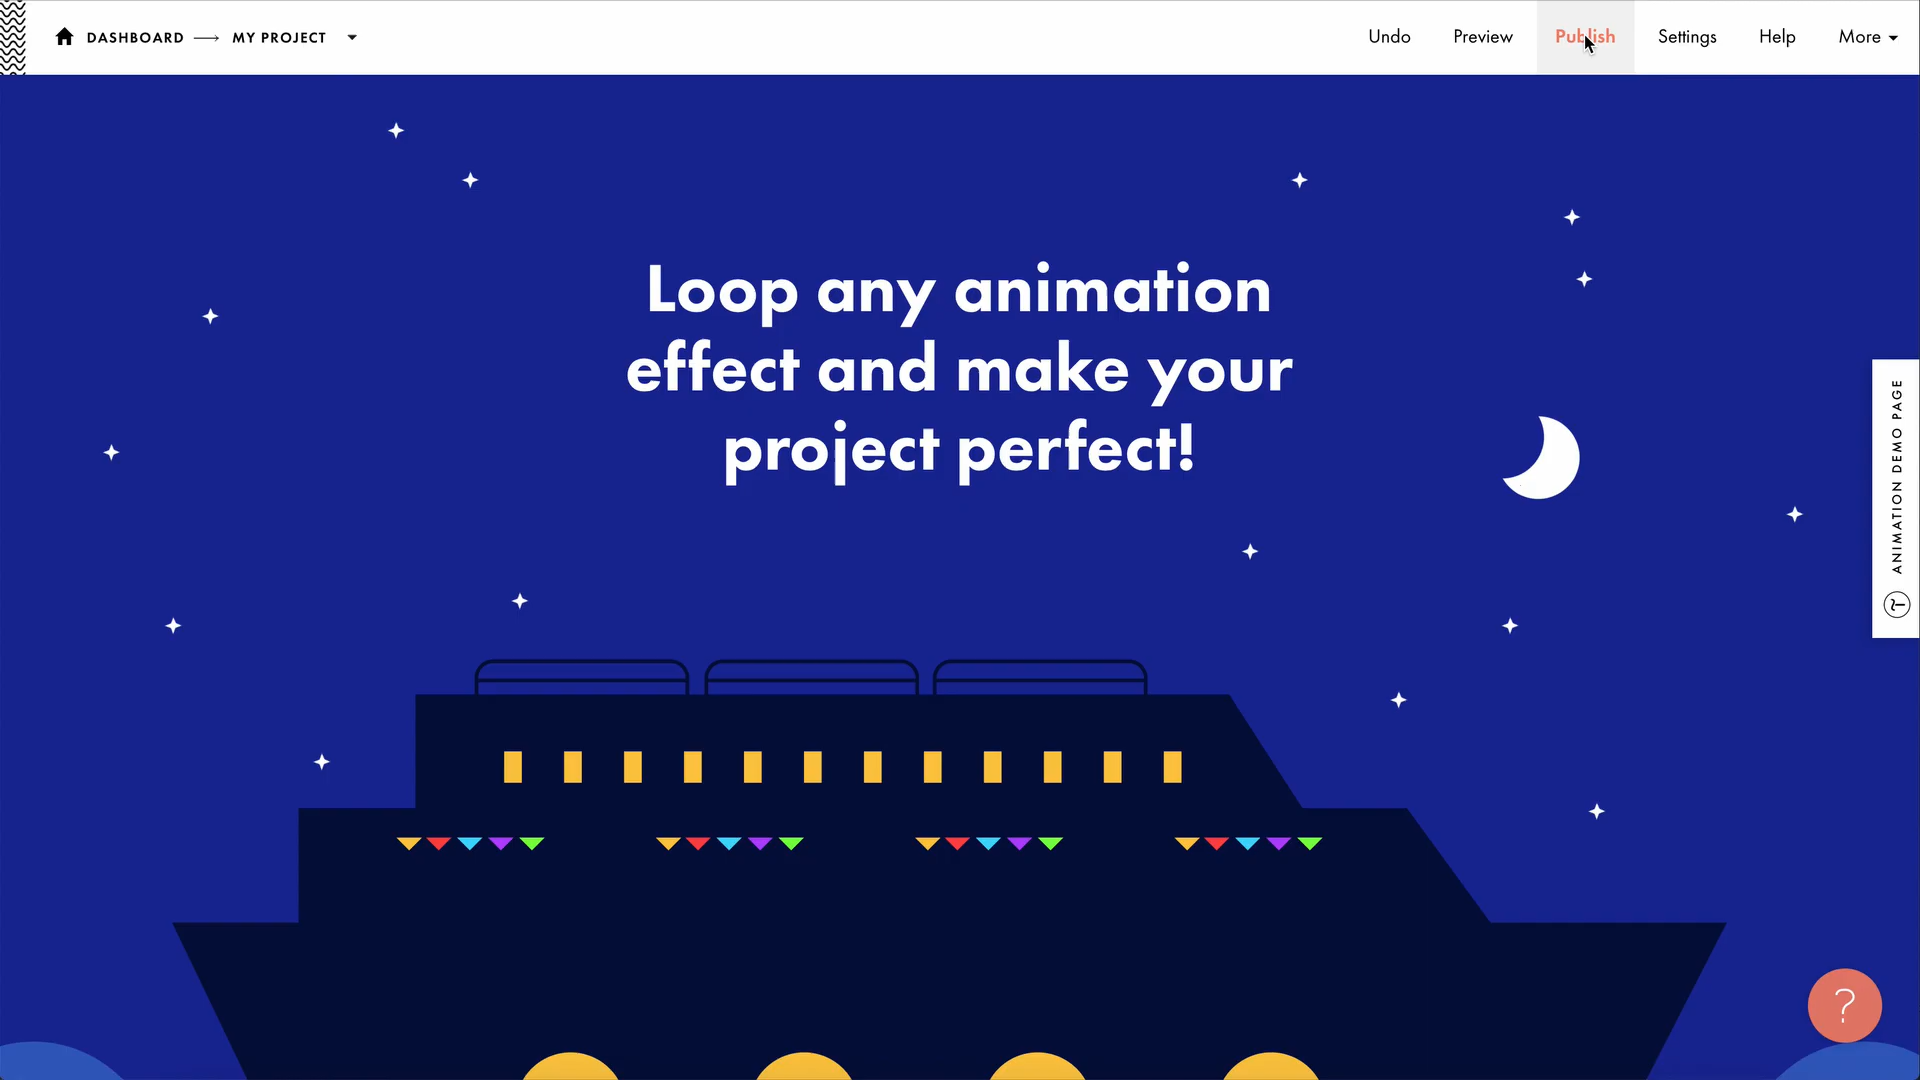 DASHBOARD → MY PROJECT
Undo
Preview
Publish
Settings
Help
More
Loop any animation
effect and make your
project perfect!
ANIMATION DEMO PAGE
?